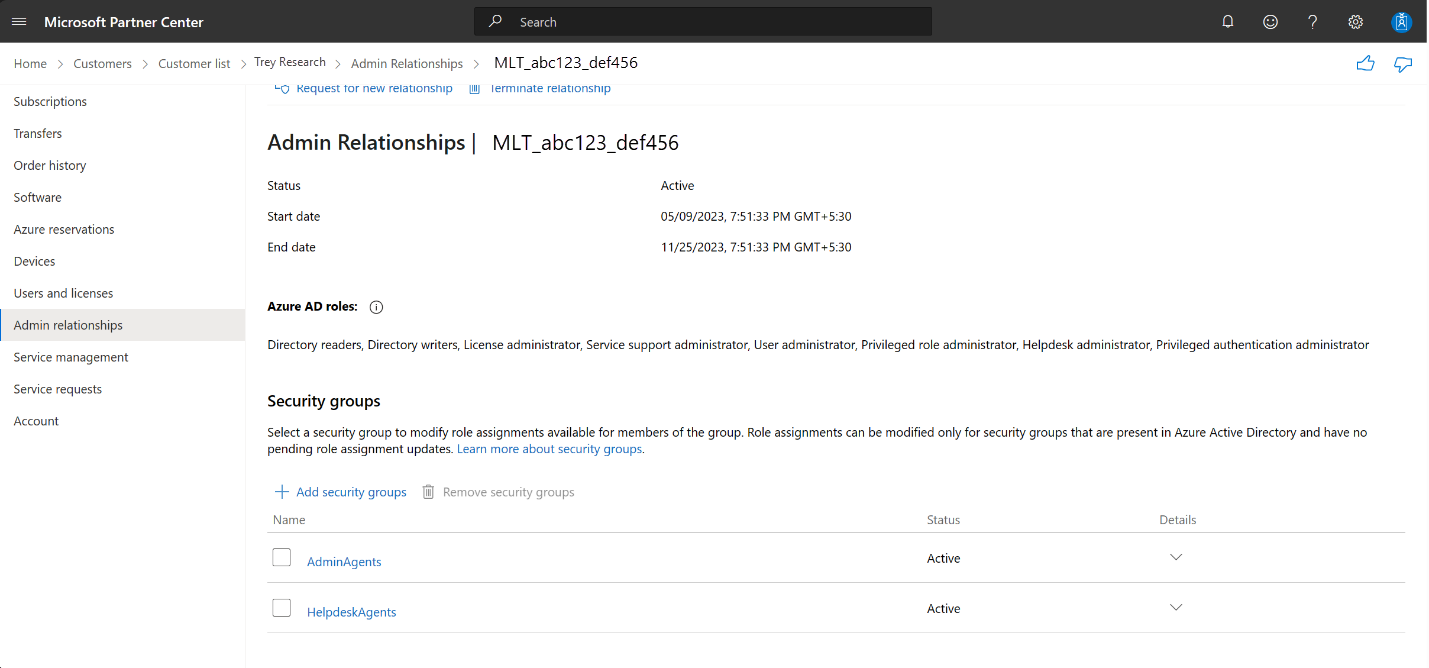 Microsoft Partner Center
Search
Home > Customers > Customer list > Trey Research > Admin Relationships > MLT_abc123_def456
Subscriptions
Transfers
Order history
Software
Azure reservations
Devices
Users and licenses
Admin relationships
Service management
Service requests
Account
Request for new relationship Terminate relationship
Admin Relationships | MLT_abc123_def456
Status Active
Start date 05/09/2023, 7:51:33 PM GMT+5:30
End date 11/25/2023, 7:51:33 PM GMT+5:30
Azure AD roles:
Directory readers, Directory writers, License administrator, Service support administrator, User administrator, Privileged role administrator, Helpdesk administrator, Privileged authentication administrator
Security groups
Select a security group to modify role assignments available for members of the group. Role assignments can be modified only for security groups that are present in Azure Active Directory and have no
pending role assignment updates. Learn more about security groups.
Add security groups Remove security groups
Name Status Details
AdminAgents Active
HelpdeskAgents Active